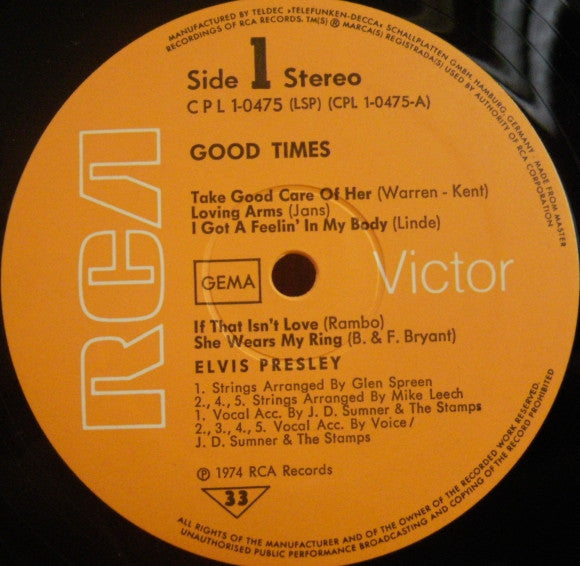 MANUFACTURED BY TELDEC »TELEFUNKEN-DECCA« SCHALLPLATTEN GMBH, HAMBURG, GERMANY · MADE FROM MASTER
RECORDINGS OF RCA RECORDS. TM(S) ® MARCA(S) REGISTRADA(S) USED BY AUTHORITY OF RCA CORPORATION
Side 1 Stereo
CPL 1-0475 (LSP) (CPL 1-0475-A)
GOOD TIMES
Take Good Care Of Her (Warren - Kent)
Loving Arms (Jans)
I Got A Feelin' In My Body (Linde)
RCA
GEMA
Victor
If That Isn't Love (Rambo)
She Wears My Ring (B. & F. Bryant)
ELVIS PRESLEY
1. Strings Arranged By Glen Spreen
2., 4., 5. Strings Arranged By Mike Leech
1. Vocal Acc. By J. D. Sumner & The Stamps
2., 3., 4., 5. Vocal Acc. By Voice/
J. D. Sumner & The Stamps
℗ 1974 RCA Records
33
ALL RIGHTS OF THE MANUFACTURER AND OF THE OWNER OF THE RECORDED WORK RESERVED.
UNAUTHORISED PUBLIC PERFORMANCE BROADCASTING AND COPYING OF THE RECORD PROHIBITED